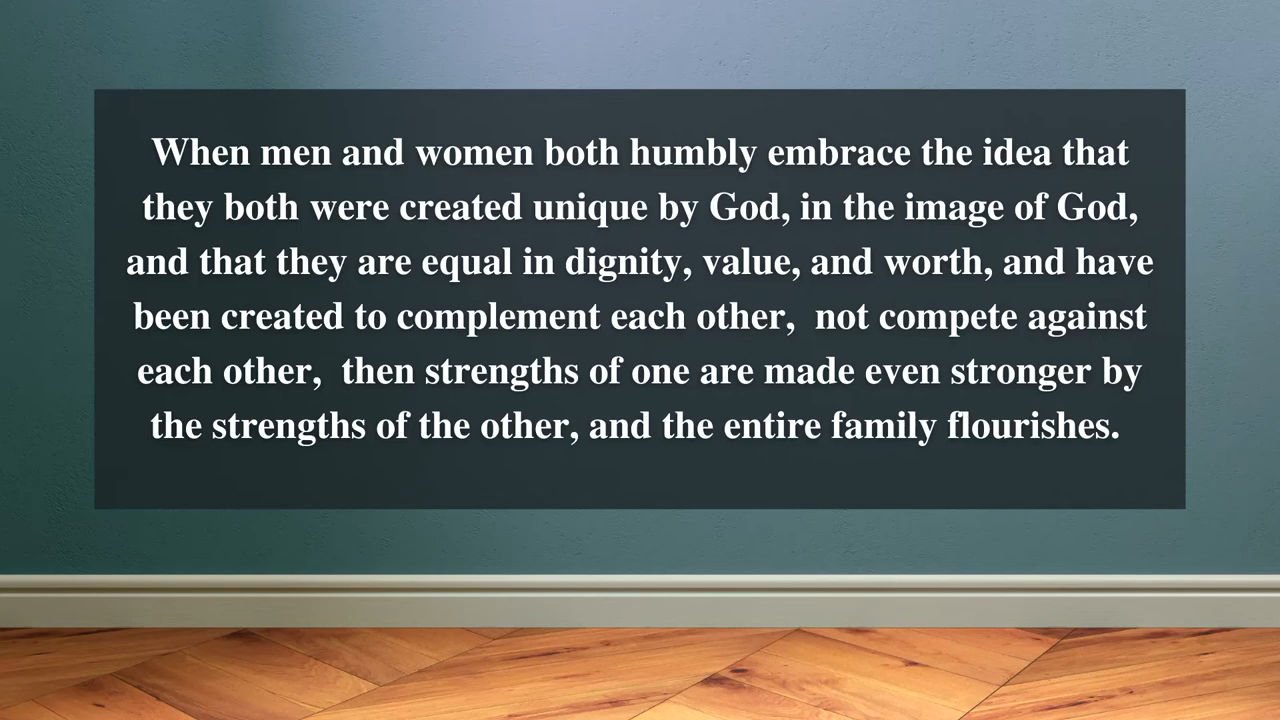 When men and women both humbly embrace the idea that
they both were created unique by God, in the image of God,
and that they are equal in dignity, value, and worth, and have
been created to complement each other,  not compete against
each other,  then strengths of one are made even stronger by
the strengths of the other, and the entire family flourishes.